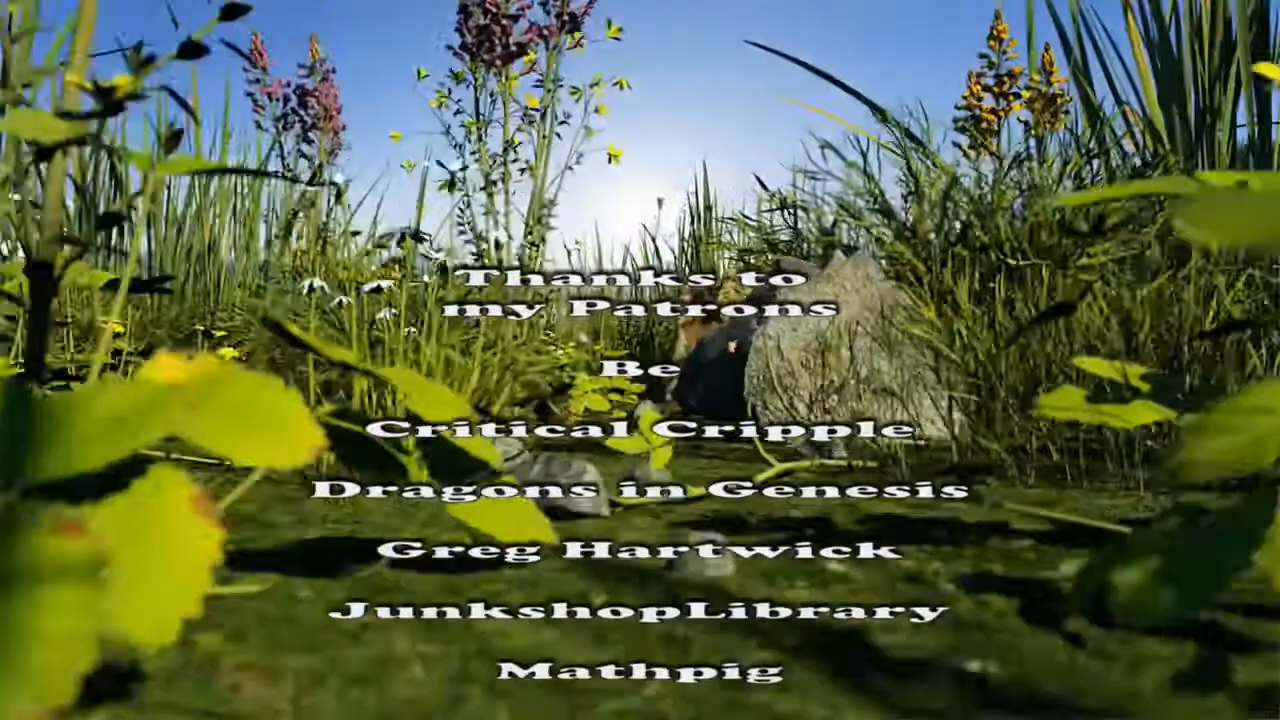 Thanks to
my Patrons
Be
Critical Cripple
Dragons in Genesis
Greg Hartwick
JunkshopLibrary
Mathpig